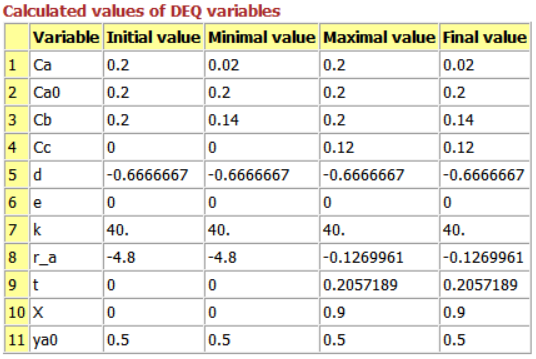 Calculated values of DEQ variables
Variable Initial value Minimal value Maximal value Final value
1 Ca 0.2 0.02 0.2 0.02
2 Ca0 0.2 0.2 0.2 0.2
3 Cb 0.2 0.14 0.2 0.14
4 Cc 0 0 0.12 0.12
5 d -0.6666667 -0.6666667 -0.6666667 -0.6666667
6 e 0 0 0 0
7 k 40. 40. 40. 40.
8 r_a -4.8 -4.8 -0.1269961 -0.1269961
9 t 0 0 0.2057189 0.2057189
10 X 0 0 0.9 0.9
11 ya0 0.5 0.5 0.5 0.5